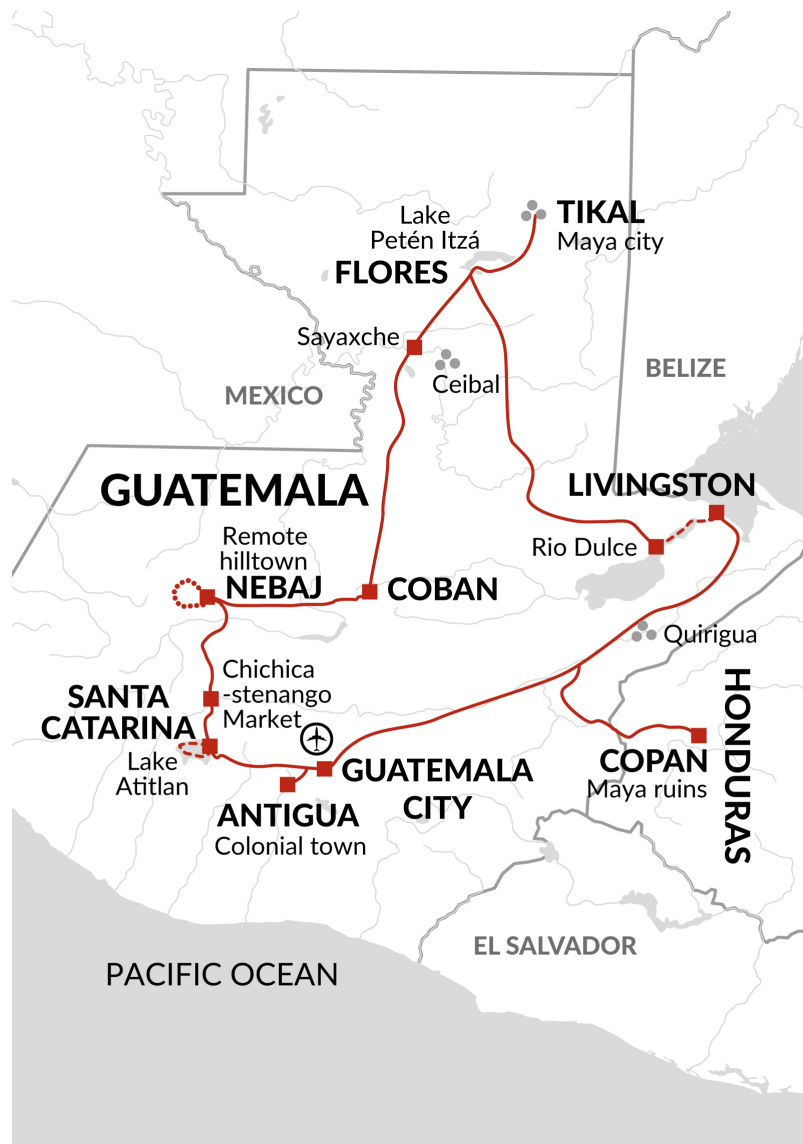 TIKAL
Maya city
Lake
Petén Itzá
FLORES
Sayaxche
Ceibal
BELIZE
MEXICO
GUATEMALA
LIVINGSTON
Remote
hilltown
NEBAJ
COBAN
Rio Dulce
Quirigua
Chichica
-stenango
Market
SANTA
CATARINA
Lake
Atitlan
HONDURAS
COPAN
Maya ruins
GUATEMALA
CITY
ANTIGUA
Colonial town
EL SALVADOR
PACIFIC OCEAN